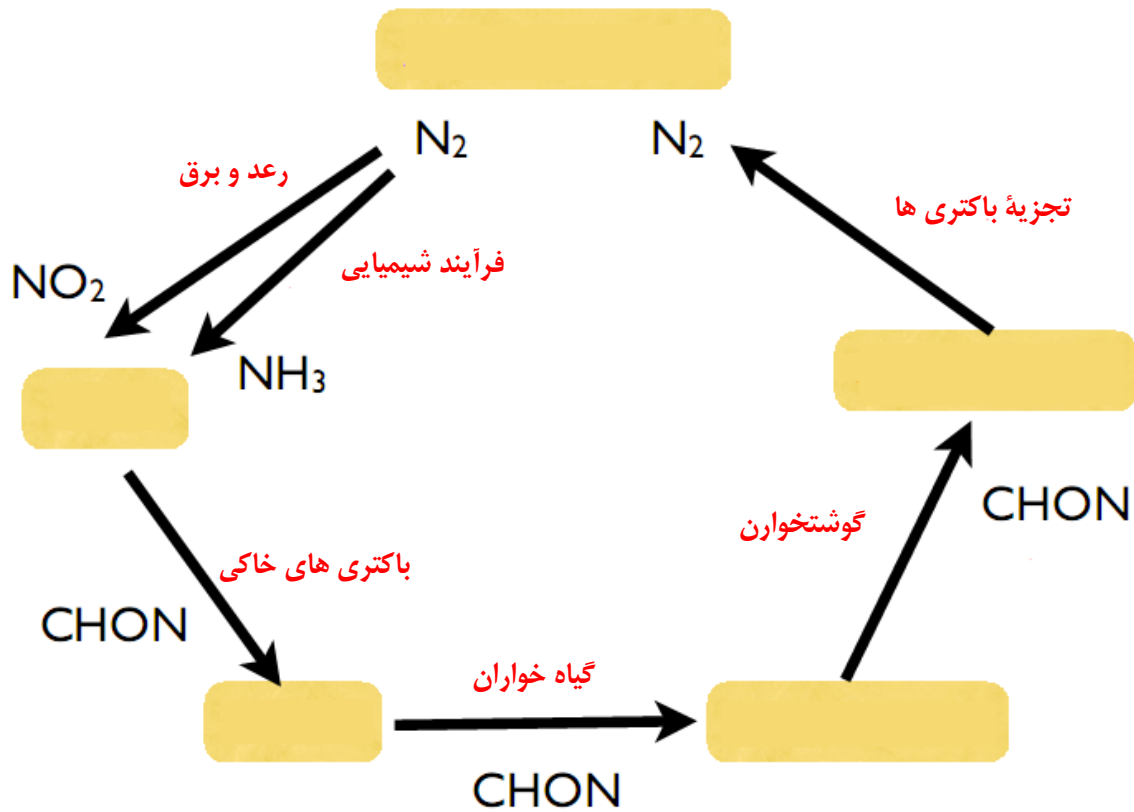 N₂
N₂
رعد و برق
تجزیهٔ باکتری ها
فرآیند شیمیایی
NO₂
NH₃
CHON
گوشتخوارن
باکتری های خاکی
CHON
گیاه خواران
CHON